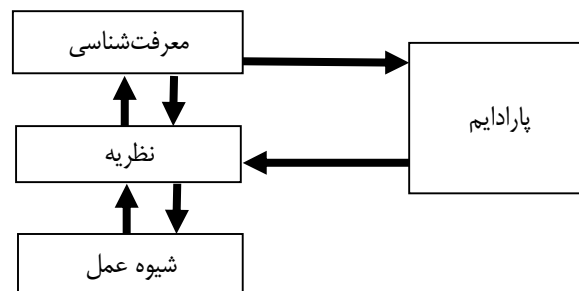 معرفت‌شناسی
پارادایم
نظریه
شیوه عمل